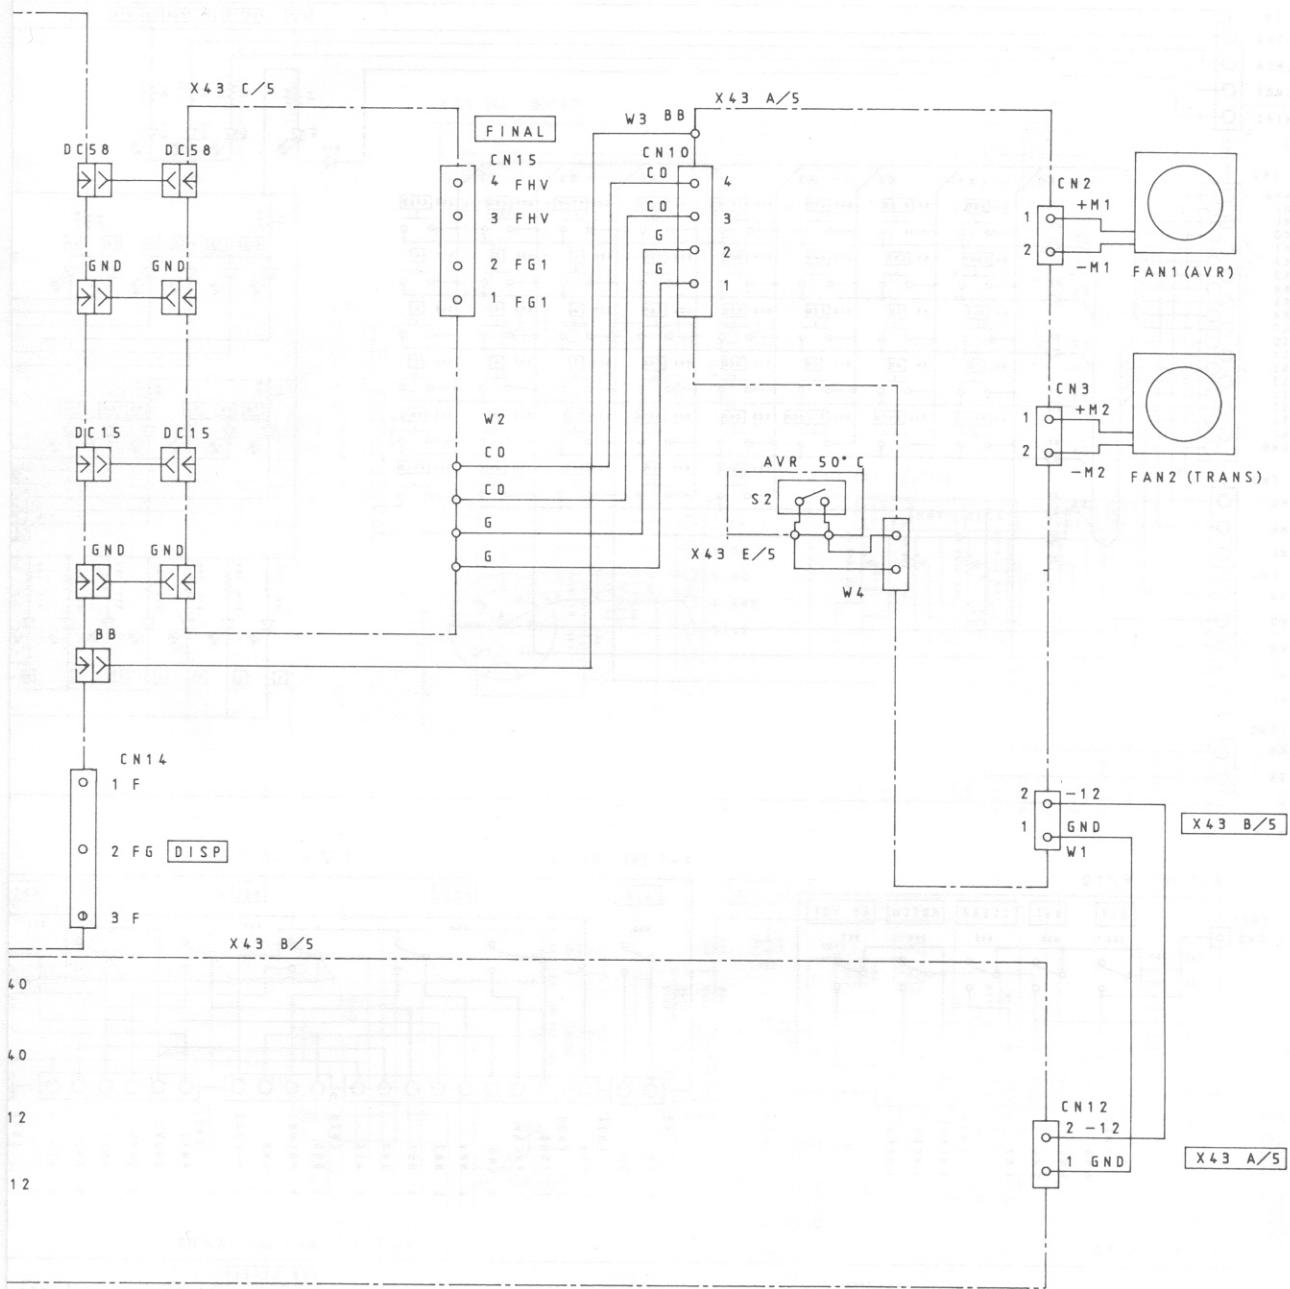 X43 C/5
X43 A/5
W3 BB
FINAL
DC58 DC58
CN15
CN10
4 FHV
CO 4
CN2
+M1
1
3 FHV
CO 3
G 2
2
-M1
GND GND
2 FG1
G 1
FAN1(AVR)
1 FG1
CN3
+M2
1
W2
DC15 DC15
2
CO
AVR 50°C
-M2
FAN2(TRANS)
CO
S2
G
GND GND
G
X43 E/5
W4
BB
CN14
1 F
2 -12
X43 B/5
1 GND
2 FG DISP
W1
3 F
X43 B/5
40
40
CN12
12
2 -12
1 GND
X43 A/5
12